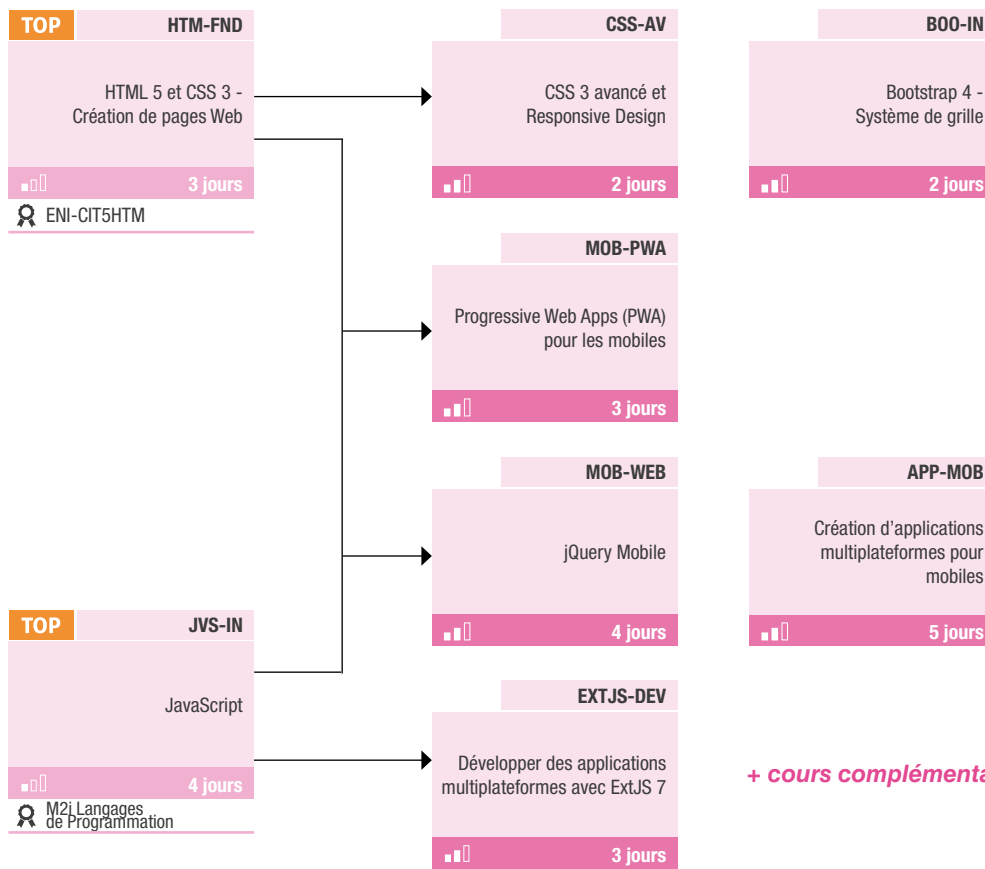 TOP
HTM-FND
HTML 5 et CSS 3 -
Création de pages Web
3 jours
ENI-CIT5HTM
CSS-AV
CSS 3 avancé et
Responsive Design
2 jours
BOO-IN
Bootstrap 4 -
Système de grille
2 jours
MOB-PWA
Progressive Web Apps (PWA)
pour les mobiles
3 jours
MOB-WEB
jQuery Mobile
4 jours
APP-MOB
Création d'applications
multiplateformes pour
mobiles
5 jours
TOP
JVS-IN
JavaScript
4 jours
M2i Langages
de Programmation
EXTJS-DEV
Développer des applications
multiplateformes avec ExtJS 7
3 jours
+ cours complémenta